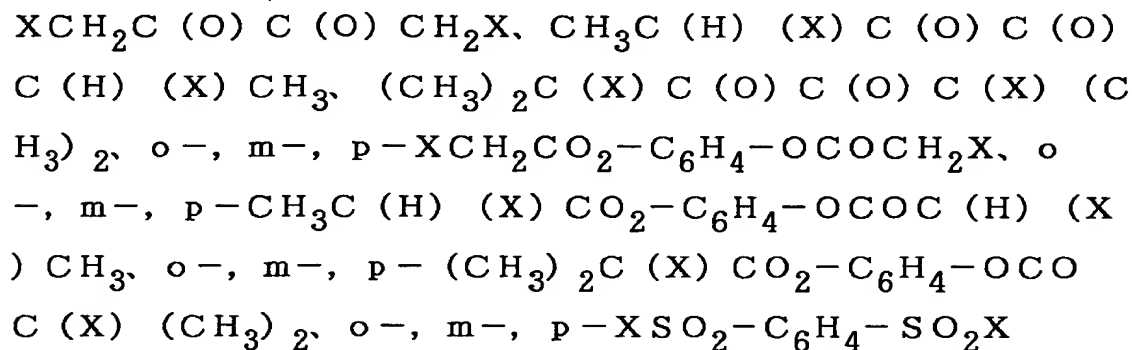 XCH₂C (O) C (O) CH₂X、CH₃C (H) (X) C (O) C (O)
C (H) (X) CH₃、(CH₃)₂C (X) C (O) C (O) C (X) (C
H₃)₂、o－, m－, p－XCH₂CO₂－C₆H₄－OCOCH₂X、o
－, m－, p－CH₃C (H) (X) CO₂－C₆H₄－OCOC (H) (X
) CH₃、o－, m－, p－ (CH₃)₂C (X) CO₂－C₆H₄－OCO
C (X) (CH₃)₂、o－, m－, p－XSO₂－C₆H₄－SO₂X